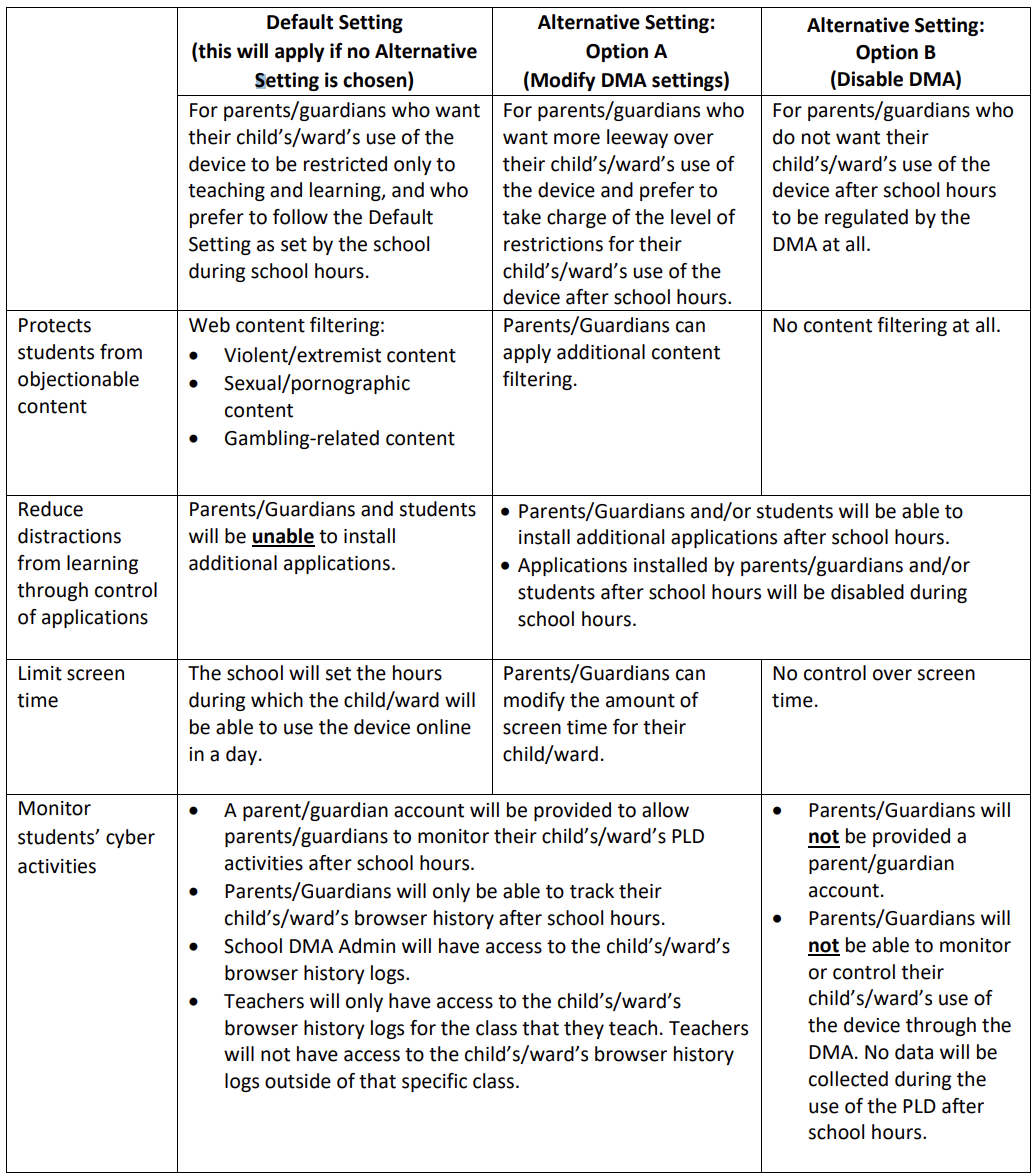 Default Setting
(this will apply if no Alternative
Setting is chosen)
Alternative Setting:
Option A
(Modify DMA settings)
Alternative Setting:
Option B
(Disable DMA)
For parents/guardians who want
their child’s/ward’s use of the
device to be restricted only to
teaching and learning, and who
prefer to follow the Default
Setting as set by the school
during school hours.
For parents/guardians who
want more leeway over
their child’s/ward’s use of
the device and prefer to
take charge of the level of
restrictions for their
child’s/ward’s use of the
device after school hours.
For parents/guardians who
do not want their
child’s/ward’s use of the
device after school hours
to be regulated by the
DMA at all.
Protects
students from
objectionable
content
Web content filtering:
• Violent/extremist content
• Sexual/pornographic
content
• Gambling-related content
Parents/Guardians can
apply additional content
filtering.
No content filtering at all.
Reduce
distractions
from learning
through control
of applications
Parents/Guardians and students
will be unable to install
additional applications.
• Parents/Guardians and/or students will be able to
install additional applications after school hours.
• Applications installed by parents/guardians and/or
students after school hours will be disabled during
school hours.
Limit screen
time
The school will set the hours
during which the child/ward will
be able to use the device online
in a day.
Parents/Guardians can
modify the amount of
screen time for their
child/ward.
No control over screen
time.
Monitor
students’ cyber
activities
• A parent/guardian account will be provided to allow
parents/guardians to monitor their child’s/ward’s PLD
activities after school hours.
• Parents/Guardians will only be able to track their
child’s/ward’s browser history after school hours.
• School DMA Admin will have access to the child’s/ward’s
browser history logs.
• Teachers will only have access to the child’s/ward’s
browser history logs for the class that they teach. Teachers
will not have access to the child’s/ward’s browser history
logs outside of that specific class.
• Parents/Guardians will
not be provided a
parent/guardian
account.
• Parents/Guardians will
not be able to monitor
or control their
child’s/ward’s use of
the device through the
DMA. No data will be
collected during the
use of the PLD after
school hours.